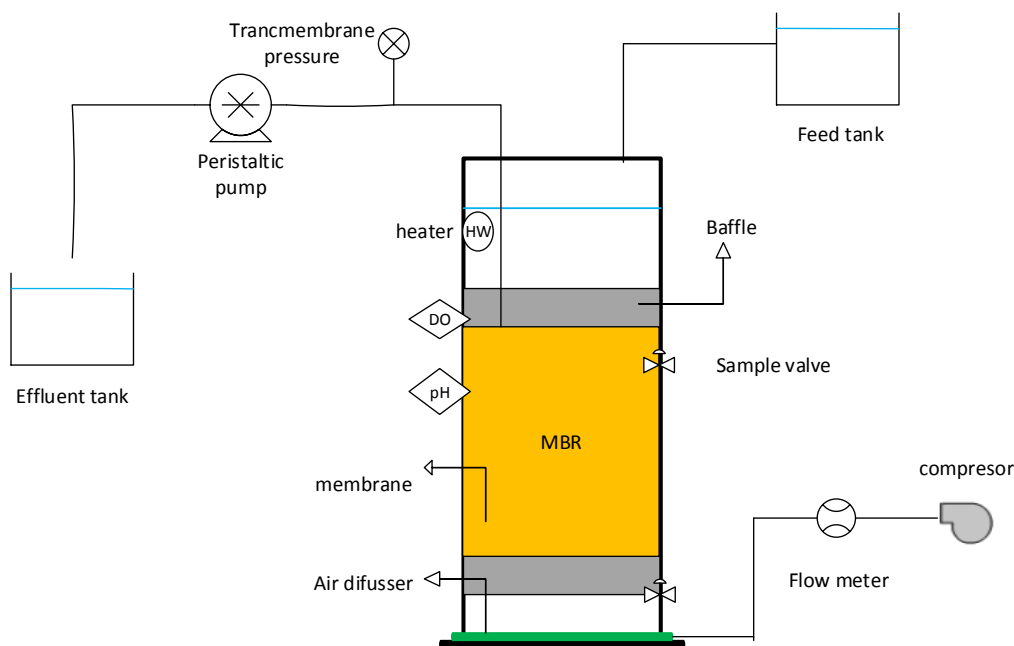 Trancmembrane
pressure
Feed tank
Peristaltic
pump
heater
HW
Baffle
DO
Sample valve
Effluent tank
pH
MBR
membrane
compresor
Air difusser
Flow meter